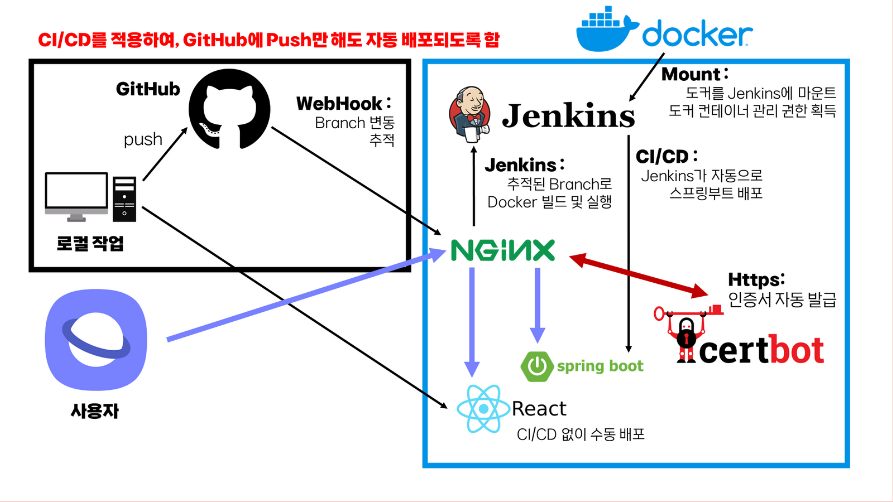 CI/CD를 적용하여, GitHub에 Push만 해도 자동 배포되도록 함
docker
GitHub
WebHook :
Branch 변동
추적
push
로컬 작업
사용자
Mount :
도커를 Jenkins에 마운트
도커 컨테이너 관리 권한 획득
Jenkins
Jenkins :
추적된 Branch로
Docker 빌드 및 실행
CI/CD :
Jenkins가 자동으로
스프링부트 배포
NGINX
Https:
인증서 자동 발급
certbot
spring boot
React
CI/CD 없이 수동 배포